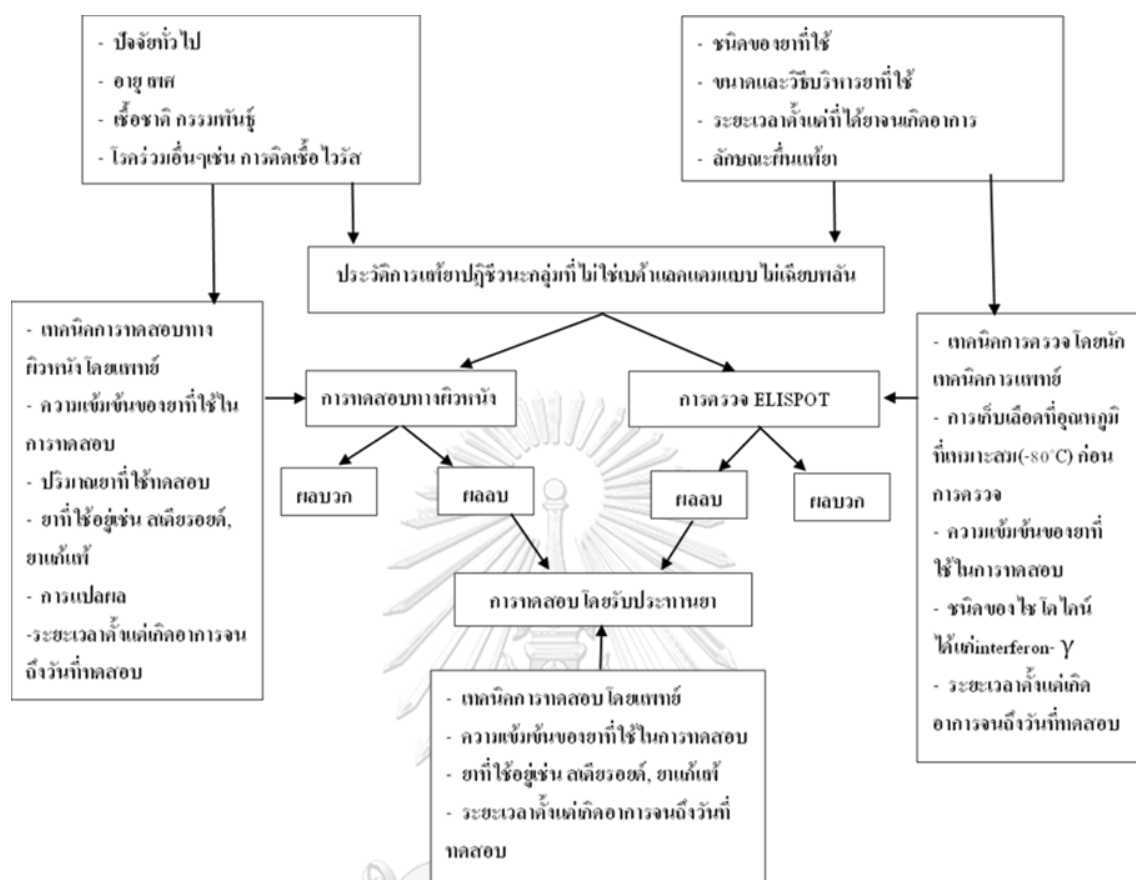 - ปัจจัยทั่วไป
- อายุ เพศ
- เชื้อชาติ กรรมพันธุ์
- โรคร่วมอื่นๆเช่น การติดเชื้อไวรัส
- ชนิดของยาที่ใช้
- ขนาดและวิธีบริหารยาที่ใช้
- ระยะเวลาตั้งแต่ที่ได้ยาจนเกิดอาการ
- ลักษณะผื่นแพ้ยา
ประวัติการแพ้ยาปฏิชีวนะกลุ่มที่ไม่ใช่เบต้าแลคแตมแบบไม่เฉียบพลัน
- เทคนิคการทดสอบทาง
ผิวหนังโดยแพทย์
- ความเข้มข้นของยาที่ใช้ใน
การทดสอบ
- ปริมาณยาที่ใช้ทดสอบ
- ยาที่ใช้อยู่เช่น สเตียรอยด์,
ยาแก้แพ้
- การแปลผล
-ระยะเวลาตั้งแต่เกิดอาการจน
ถึงวันที่ทดสอบ
การทดสอบทางผิวหนัง
การตรวจ ELISPOT
ผลบวก
ผลลบ
ผลลบ
ผลบวก
- เทคนิคการตรวจโดยนัก
เทคนิคการแพทย์
- การเก็บเลือดที่อุณหภูมิ
ที่เหมาะสม(-80°C) ก่อน
การตรวจ
- ความเข้มข้นของยาที่
ใช้ในการทดสอบ
- ชนิดของไซโตไคน์
ได้แก่interferon- γ
- ระยะเวลาตั้งแต่เกิด
อาการจนถึงวันที่ทดสอบ
การทดสอบโดยรับประทานยา
- เทคนิคการทดสอบโดยแพทย์
- ความเข้มข้นของยาที่ใช้ในการทดสอบ
- ยาที่ใช้อยู่เช่น สเตียรอยด์, ยาแก้แพ้
- ระยะเวลาตั้งแต่เกิดอาการจนถึงวันที่
ทดสอบ